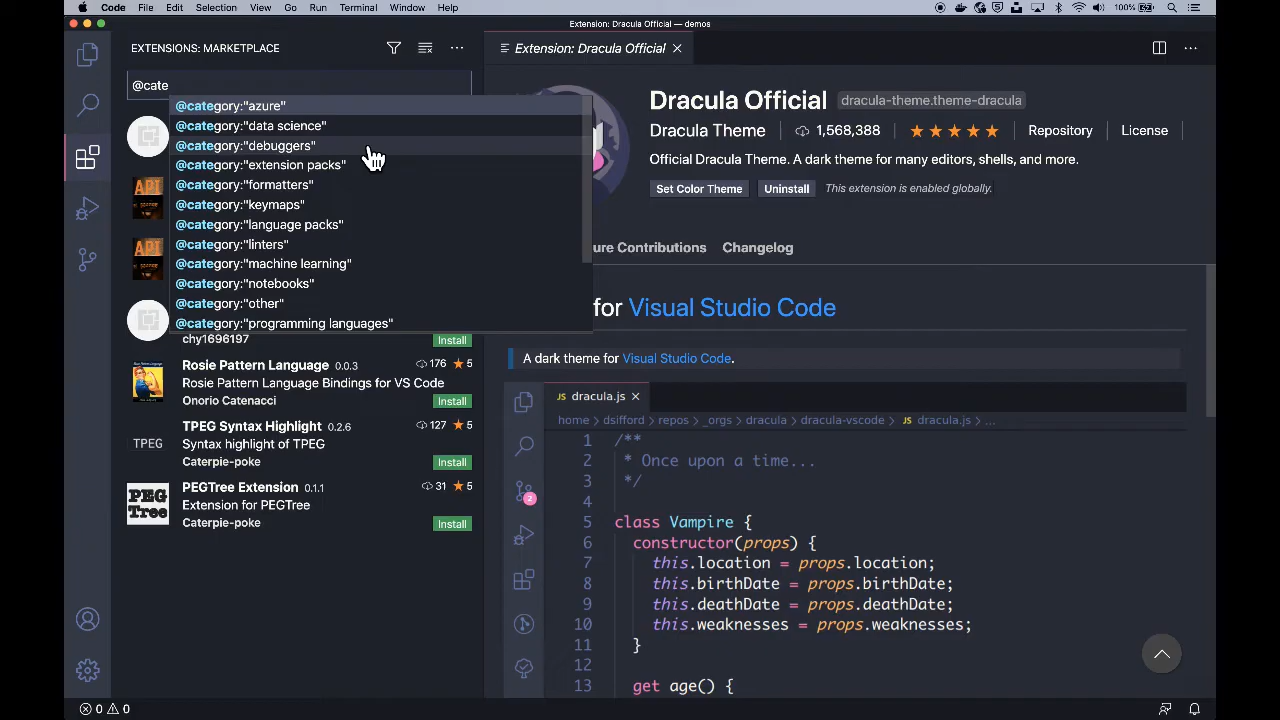 Code File Edit Selection View Go Run Terminal Window Help 100%
Extension: Dracula Official — demos
EXTENSIONS: MARKETPLACE
@cate
@category:"azure"
@category:"data science"
@category:"debuggers"
@category:"extension packs"
@category:"formatters"
@category:"keymaps"
@category:"language packs"
@category:"linters"
@category:"machine learning"
@category:"notebooks"
@category:"other"
@category:"programming languages"
API
API
chy1696197
Install
Rosie Pattern Language 0.0.3 176 5
Rosie Pattern Language Bindings for VS Code
Onorio Catenacci
Install
TPEG
TPEG Syntax Highlight 0.2.6 127 5
Syntax highlight of TPEG
Caterpie-poke
Install
PEG
Tree
PEGTree Extension 0.1.1 31 5
Extension for PEGTree
Caterpie-poke
Install
Extension: Dracula Official
Dracula Official dracula-theme.theme-dracula
Dracula Theme 1,568,388 Repository License
Official Dracula Theme. A dark theme for many editors, shells, and more.
Set Color Theme Uninstall This extension is enabled globally.
ure Contributions Changelog
for Visual Studio Code
A dark theme for Visual Studio Code.
JS dracula.js
home > dsifford > repos > _orgs > dracula > dracula-vscode > JS dracula.js > ...
1 /**
2 * Once upon a time...
3 */
4
5 class Vampire {
6 constructor(props) {
7 this.location = props.location;
8 this.birthDate = props.birthDate;
9 this.deathDate = props.deathDate;
10 this.weaknesses = props.weaknesses;
11 }
12
13 get age() {
2
0 0